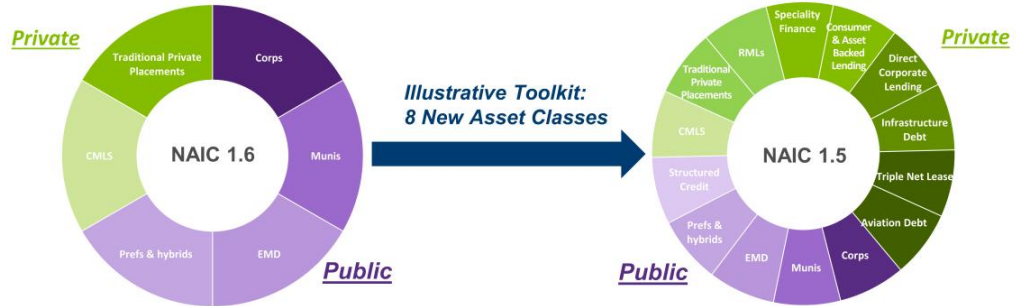 Private
Traditional Private
Placements
Corps
CMLS
NAIC 1.6
Munis
Prefs & hybrids
EMD
Public
Illustrative Toolkit:
8 New Asset Classes
Private
Speciality
Finance
Consumer
& Asset
Backed
Lending
RMLs
Direct
Corporate
Lending
Traditional
Private
Placements
Infrastructure
Debt
CMLS
NAIC 1.5
Structured
Credit
Triple Net Lease
Prefs &
hybrids
Aviation Debt
EMD
Munis
Corps
Public